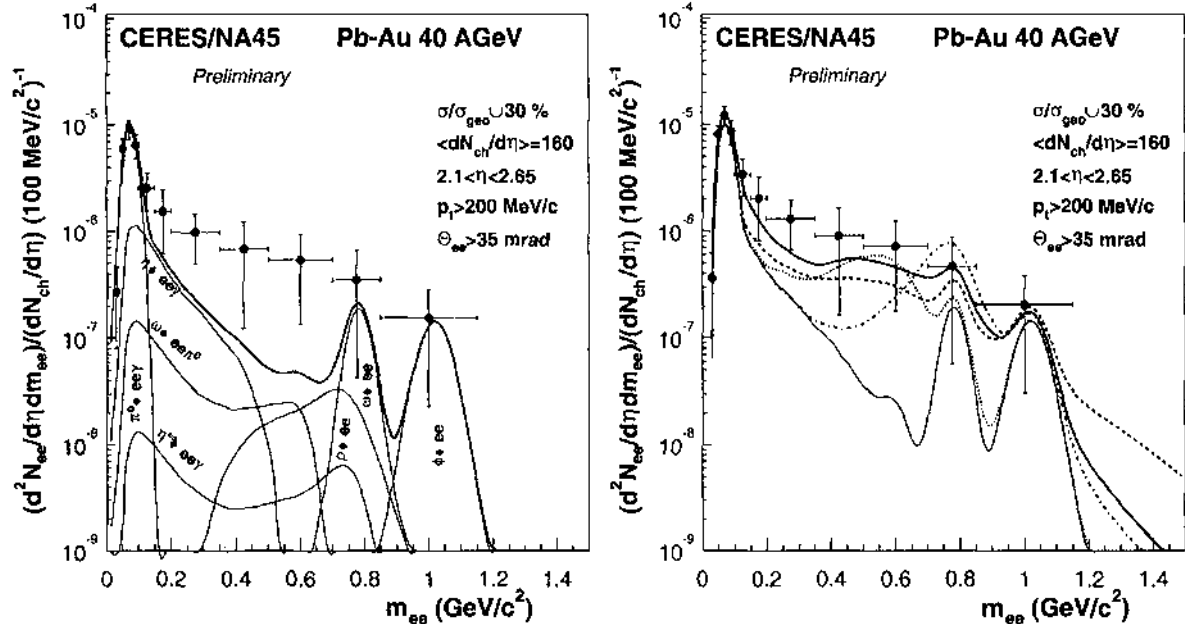 CERES/NA45 Pb-Au 40 AGeV
Preliminary
σ/σgeo∪30 %
<dNch/dη>=160
2.1<η<2.65
pt>200 MeV/c
Θee>35 mrad
(d²Nee/dηdmee)/(dNch/dη) (100 MeV/c²)⁻¹
10⁻⁴
10⁻⁵
10⁻⁶
10⁻⁷
10⁻⁸
10⁻⁹
π⁰→eeγ
ω→eeπ⁰
ρ→ee
ω→ee
φ→ee
0 0.2 0.4 0.6 0.8 1 1.2 1.4
mee (GeV/c²)
CERES/NA45 Pb-Au 40 AGeV
Preliminary
σ/σgeo∪30 %
<dNch/dη>=160
2.1<η<2.65
pt>200 MeV/c
Θee>35 mrad
(d²Nee/dηdmee)/(dNch/dη) (100 MeV/c²)⁻¹
10⁻⁴
10⁻⁵
10⁻⁶
10⁻⁷
10⁻⁸
10⁻⁹
0 0.2 0.4 0.6 0.8 1 1.2 1.4
mee (GeV/c²)